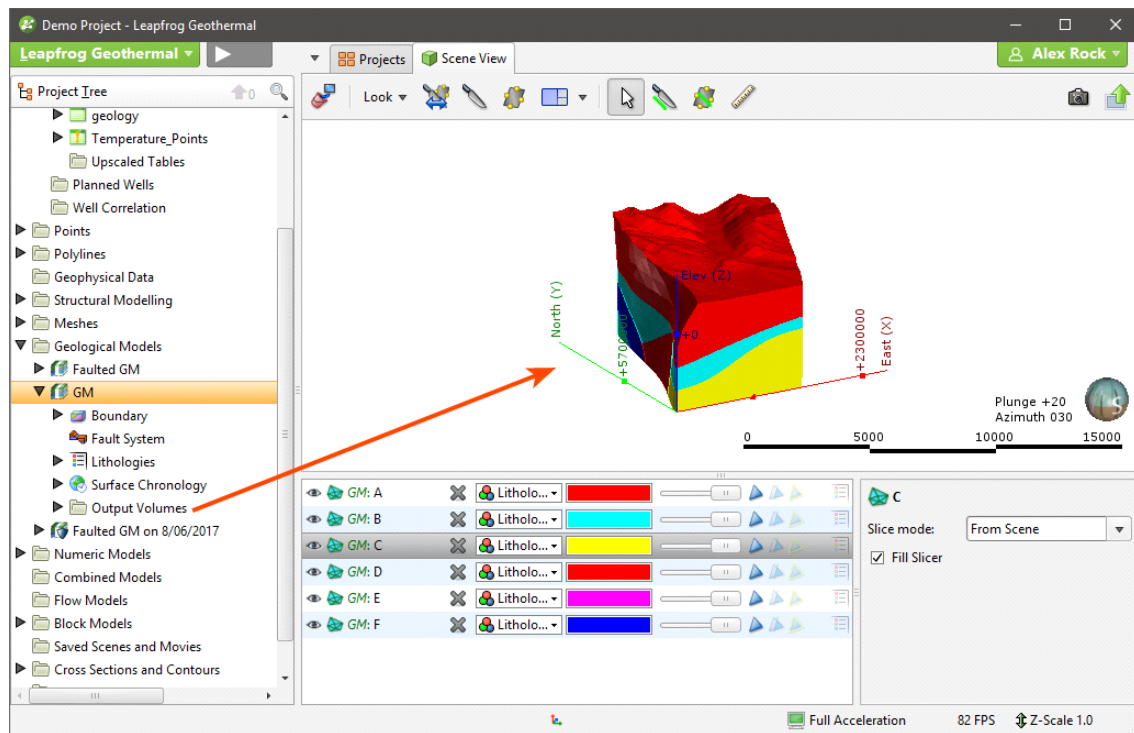 Demo Project - Leapfrog Geothermal
Leapfrog Geothermal
Projects
Scene View
Alex Rock
Project Tree
0
Look
geology
Temperature_Points
Upscaled Tables
Planned Wells
Well Correlation
Points
Polylines
Geophysical Data
Structural Modelling
Meshes
Geological Models
Faulted GM
GM
Boundary
Fault System
Lithologies
Surface Chronology
Output Volumes
Faulted GM on 8/06/2017
Numeric Models
Combined Models
Flow Models
Block Models
Saved Scenes and Movies
Cross Sections and Contours
Elev (Z)
North (Y)
+5700000
+0
+2300000
East (X)
Plunge +20
Azimuth 030
S
0 5000 10000 15000
GM: A Litholo...
GM: B Litholo...
GM: C Litholo...
GM: D Litholo...
GM: E Litholo...
GM: F Litholo...
C
Slice mode: From Scene
Fill Slicer
Full Acceleration 82 FPS Z-Scale 1.0